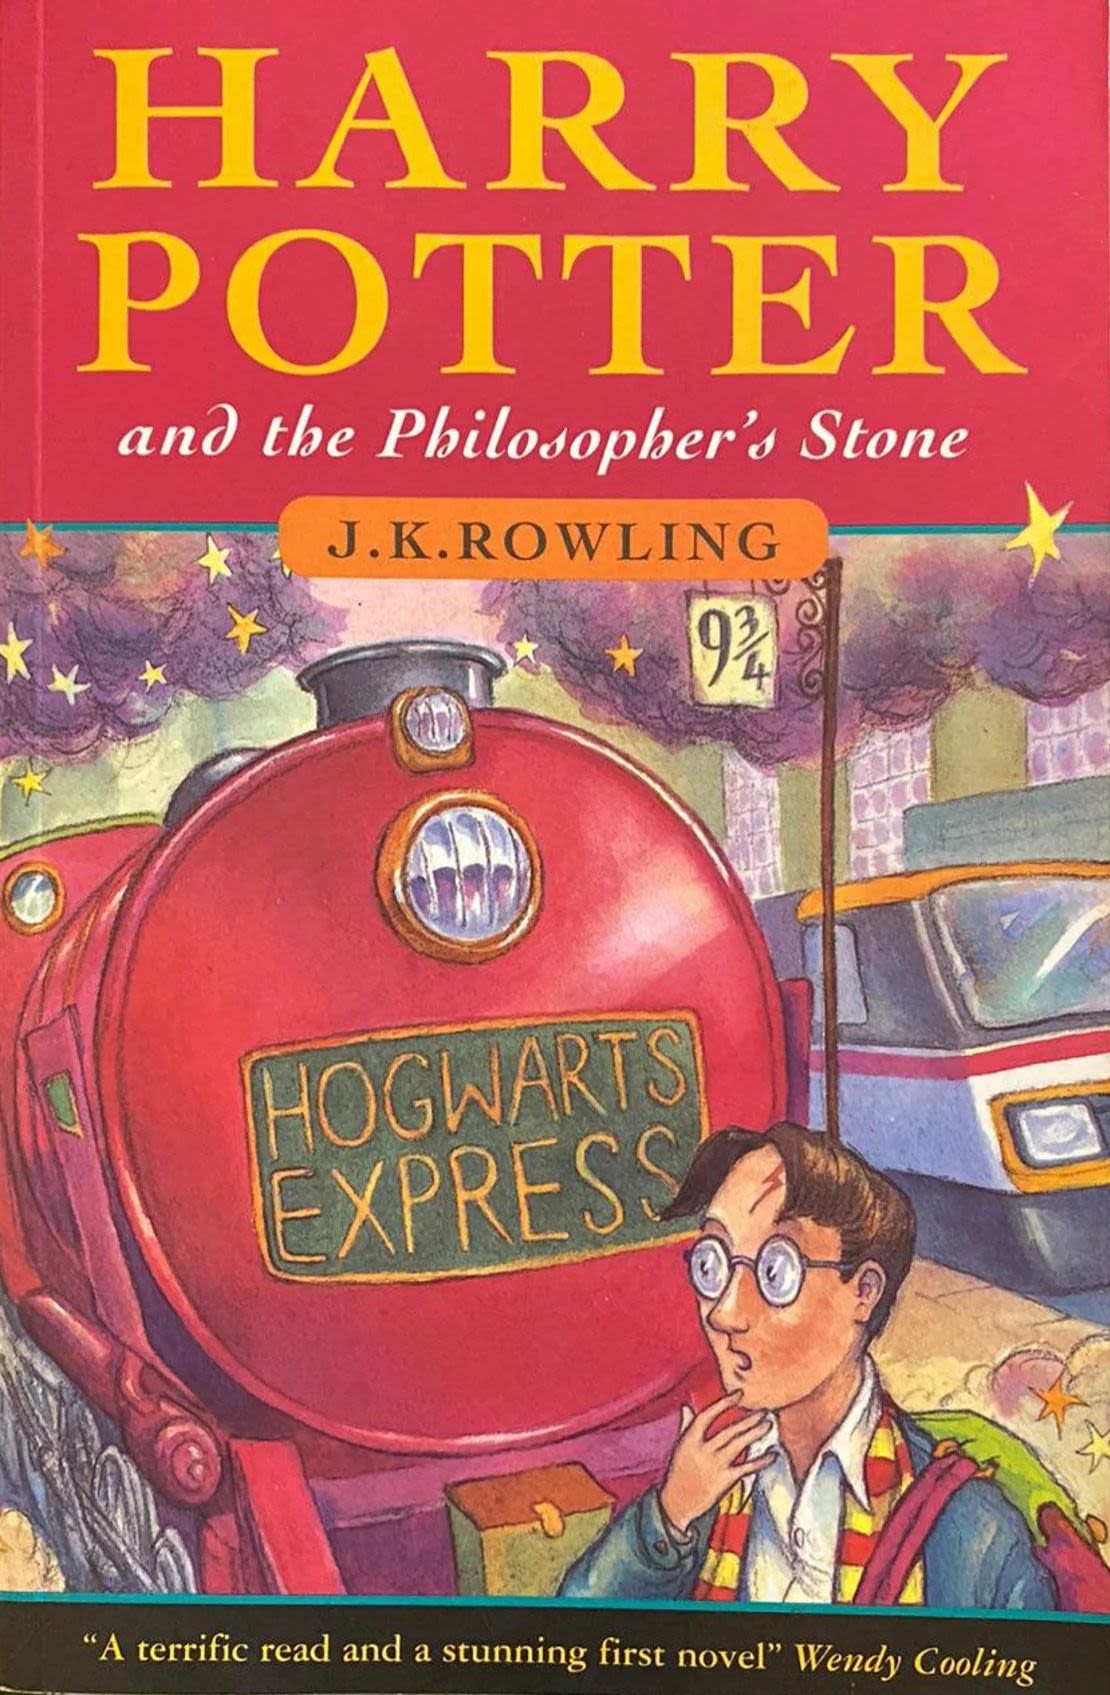 HARRY
POTTER
and the Philosopher's Stone
J.K.ROWLING
9¾
HOGWARTS
EXPRESS
“A terrific read and a stunning first novel” Wendy Cooling